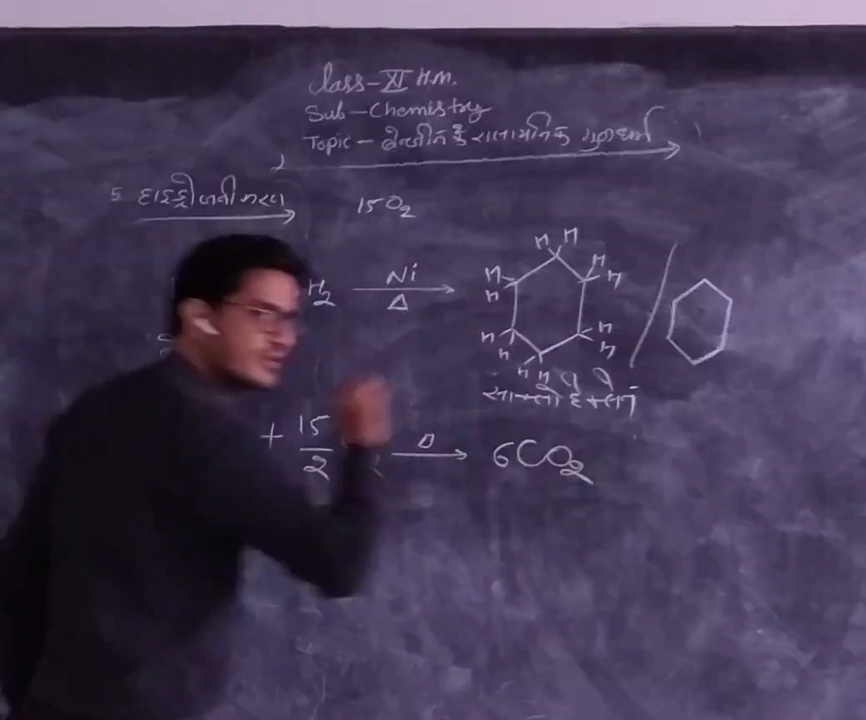 Class-XI H.M.
Sub-Chemistry
Topic- बेन्जीन के रासायनिक गुणधर्म
5 हाइड्रोजनीकरण 15O₂
H₂ Ni Δ H H H H H H H H H H H H
साइक्लोहेक्सेन
+ 15/2 Δ 6CO₂